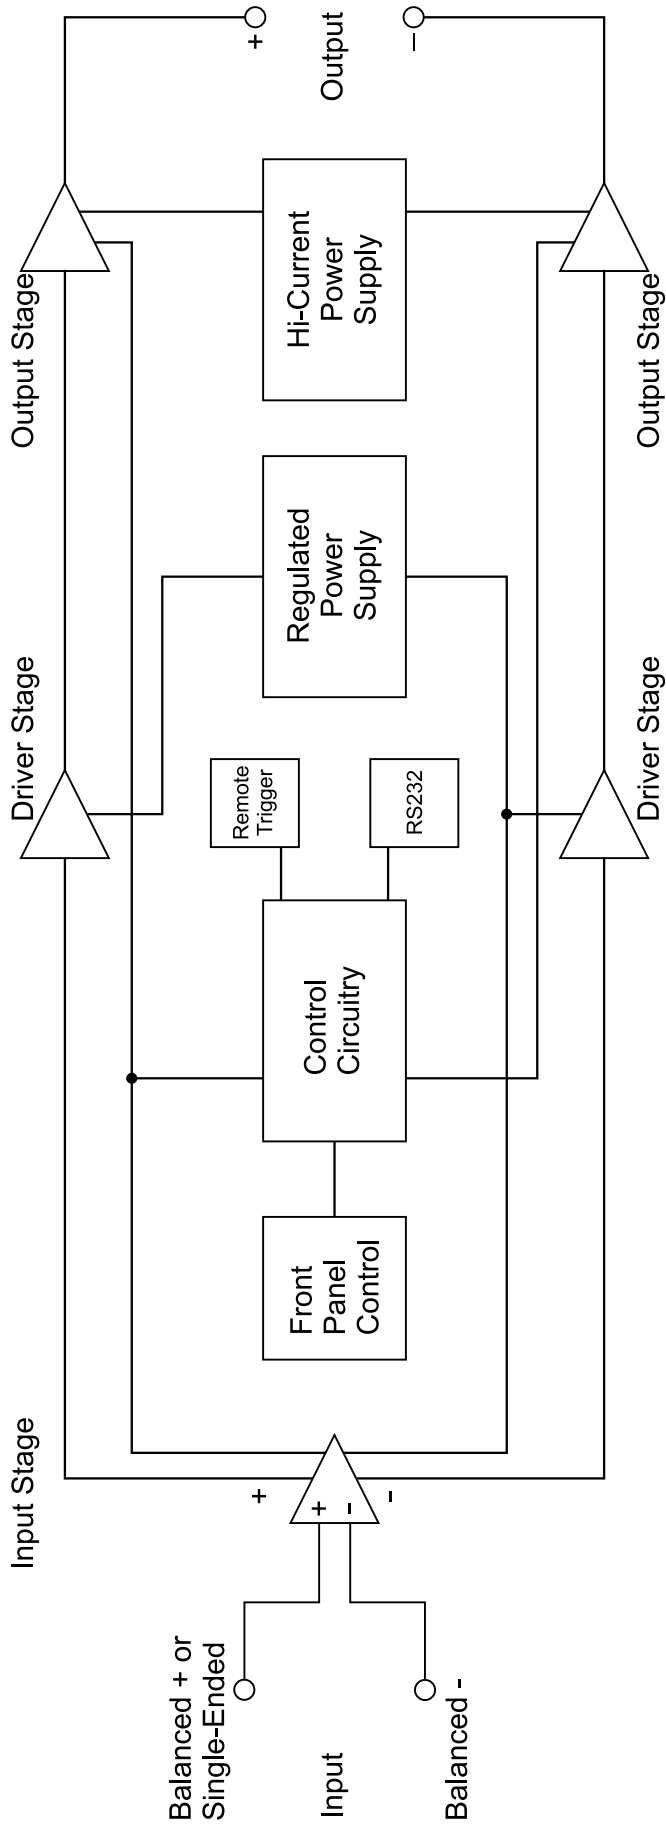 Input Stage
Driver Stage
Output Stage
Balanced + or
Single-Ended
+
+
Remote
Trigger
Front
Panel
Control
Control
Circuitry
Regulated
Power
Supply
Hi-Current
Power
Supply
Input
Output
+
-
-
RS232
Balanced -
–
Driver Stage
Output Stage